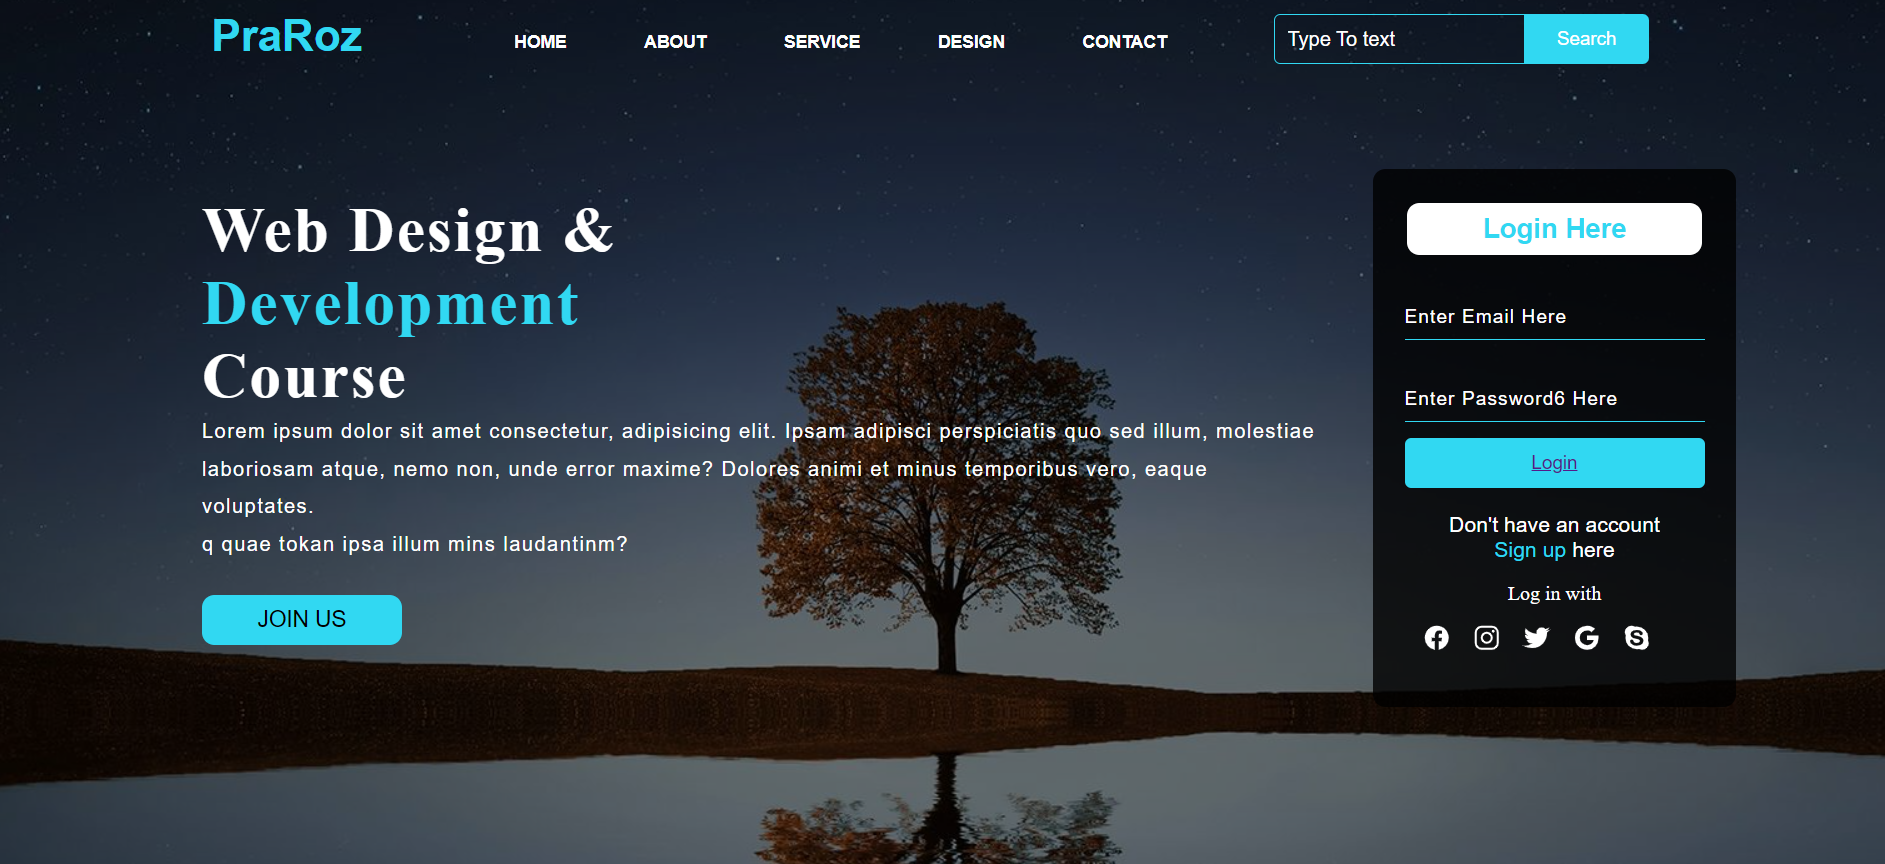 PraRoz
HOME
ABOUT
SERVICE
DESIGN
CONTACT
Type To text
Search
Web Design &
Development
Course
Lorem ipsum dolor sit amet consectetur, adipisicing elit. Ipsam adipisci perspiciatis quo sed illum, molestiae
laboriosam atque, nemo non, unde error maxime? Dolores animi et minus temporibus vero, eaque
voluptates.
q quae tokan ipsa illum mins laudantinm?
JOIN US
Login Here
Enter Email Here
Enter Password6 Here
Login
Don't have an account
Sign up here
Log in with